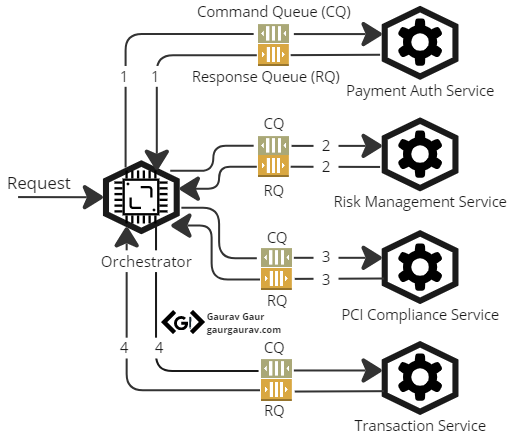 Command Queue (CQ)
1
1
Response Queue (RQ)
Payment Auth Service
CQ
2
2
RQ
Risk Management Service
Request
Orchestrator
CQ
3
3
RQ
PCI Compliance Service
GI
Gaurav Gaur
gaurgaurav.com
4
4
CQ
RQ
Transaction Service